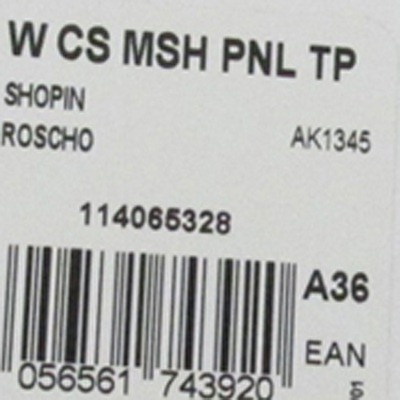 W CS MSH PNL TP
SHOPIN
ROSCHO AK1345
114065328
A36
EAN
056561 743920